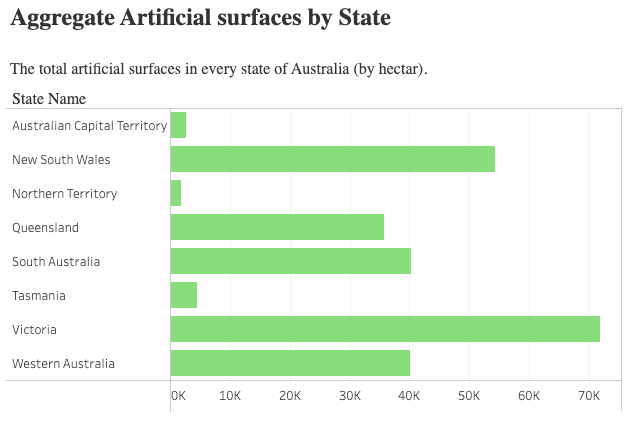 Aggregate Artificial surfaces by State
The total artificial surfaces in every state of Australia (by hectar).
State Name
Australian Capital Territory
New South Wales
Northern Territory
Queensland
South Australia
Tasmania
Victoria
Western Australia
0K 10K 20K 30K 40K 50K 60K 70K